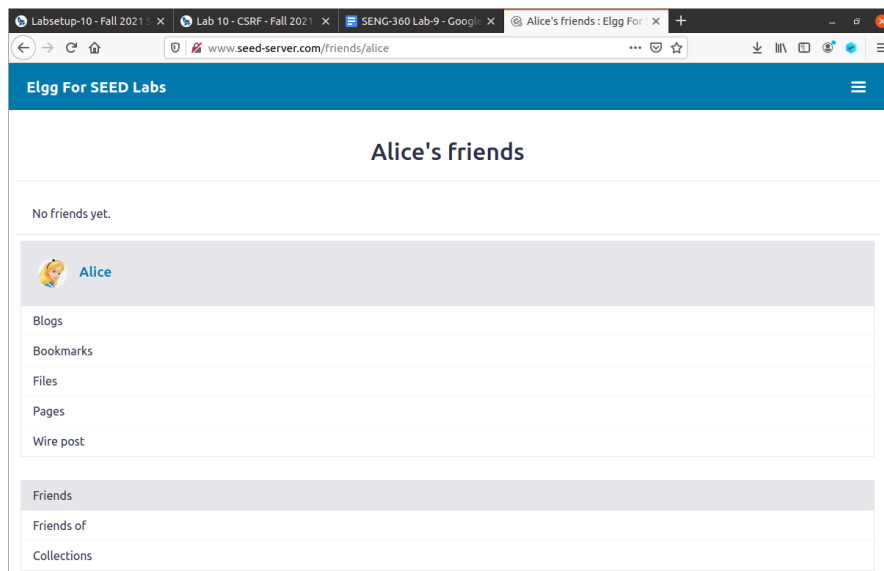 Labsetup-10 - Fall 2021 S
Lab 10 - CSRF - Fall 2021
SENG-360 Lab-9 - Google
Alice's friends : Elgg For S
www.seed-server.com/friends/alice
Elgg For SEED Labs
Alice's friends
No friends yet.
Alice
Blogs
Bookmarks
Files
Pages
Wire post
Friends
Friends of
Collections